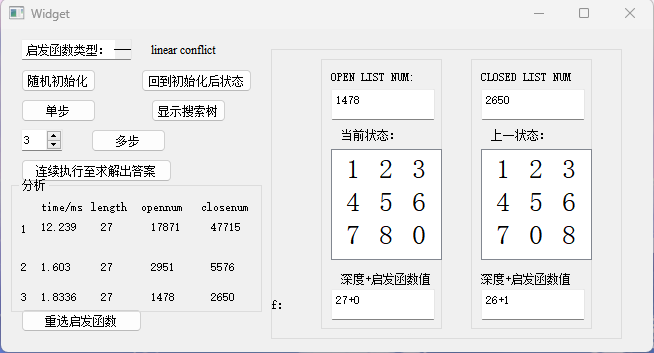 Widget
启发函数类型: linear conflict
随机初始化 回到初始化后状态
单步 显示搜索树
3 多步
连续执行至求解出答案
分析
time/ms length opennum closenum
1 12.239 27 17871 47715
2 1.603 27 2951 5576
3 1.8336 27 1478 2650
重选启发函数
f:
OPEN LIST NUM:
1478
当前状态:
1 2 3
4 5 6
7 8 0
深度+启发函数值
27+0
CLOSED LIST NUM
2650
上一状态:
1 2 3
4 5 6
7 0 8
深度+启发函数值
26+1